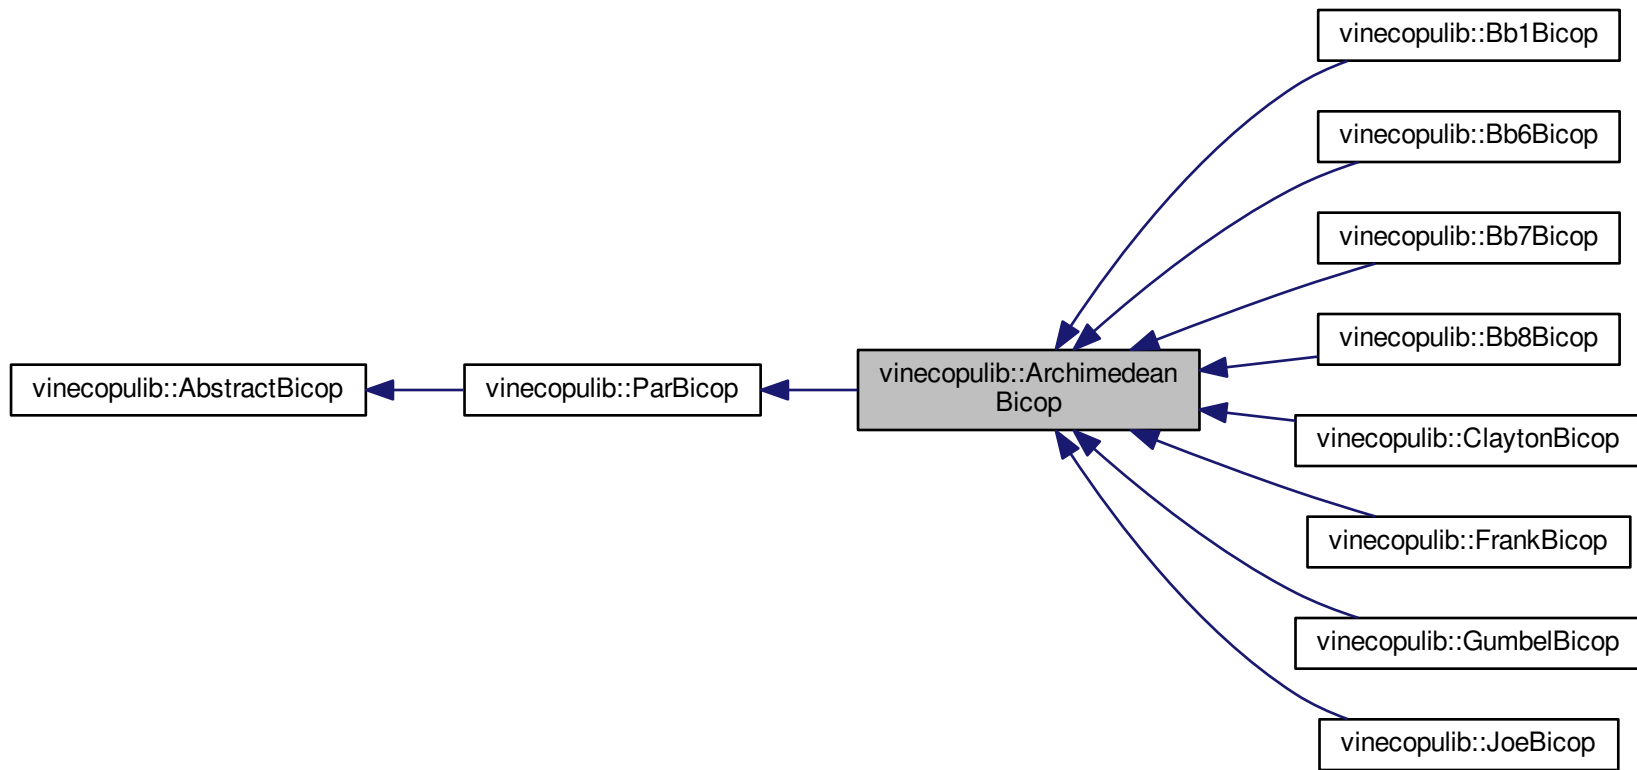 vinecopulib::AbstractBicop
vinecopulib::ParBicop
vinecopulib::Archimedean
Bicop
vinecopulib::Bb1Bicop
vinecopulib::Bb6Bicop
vinecopulib::Bb7Bicop
vinecopulib::Bb8Bicop
vinecopulib::ClaytonBicop
vinecopulib::FrankBicop
vinecopulib::GumbelBicop
vinecopulib::JoeBicop